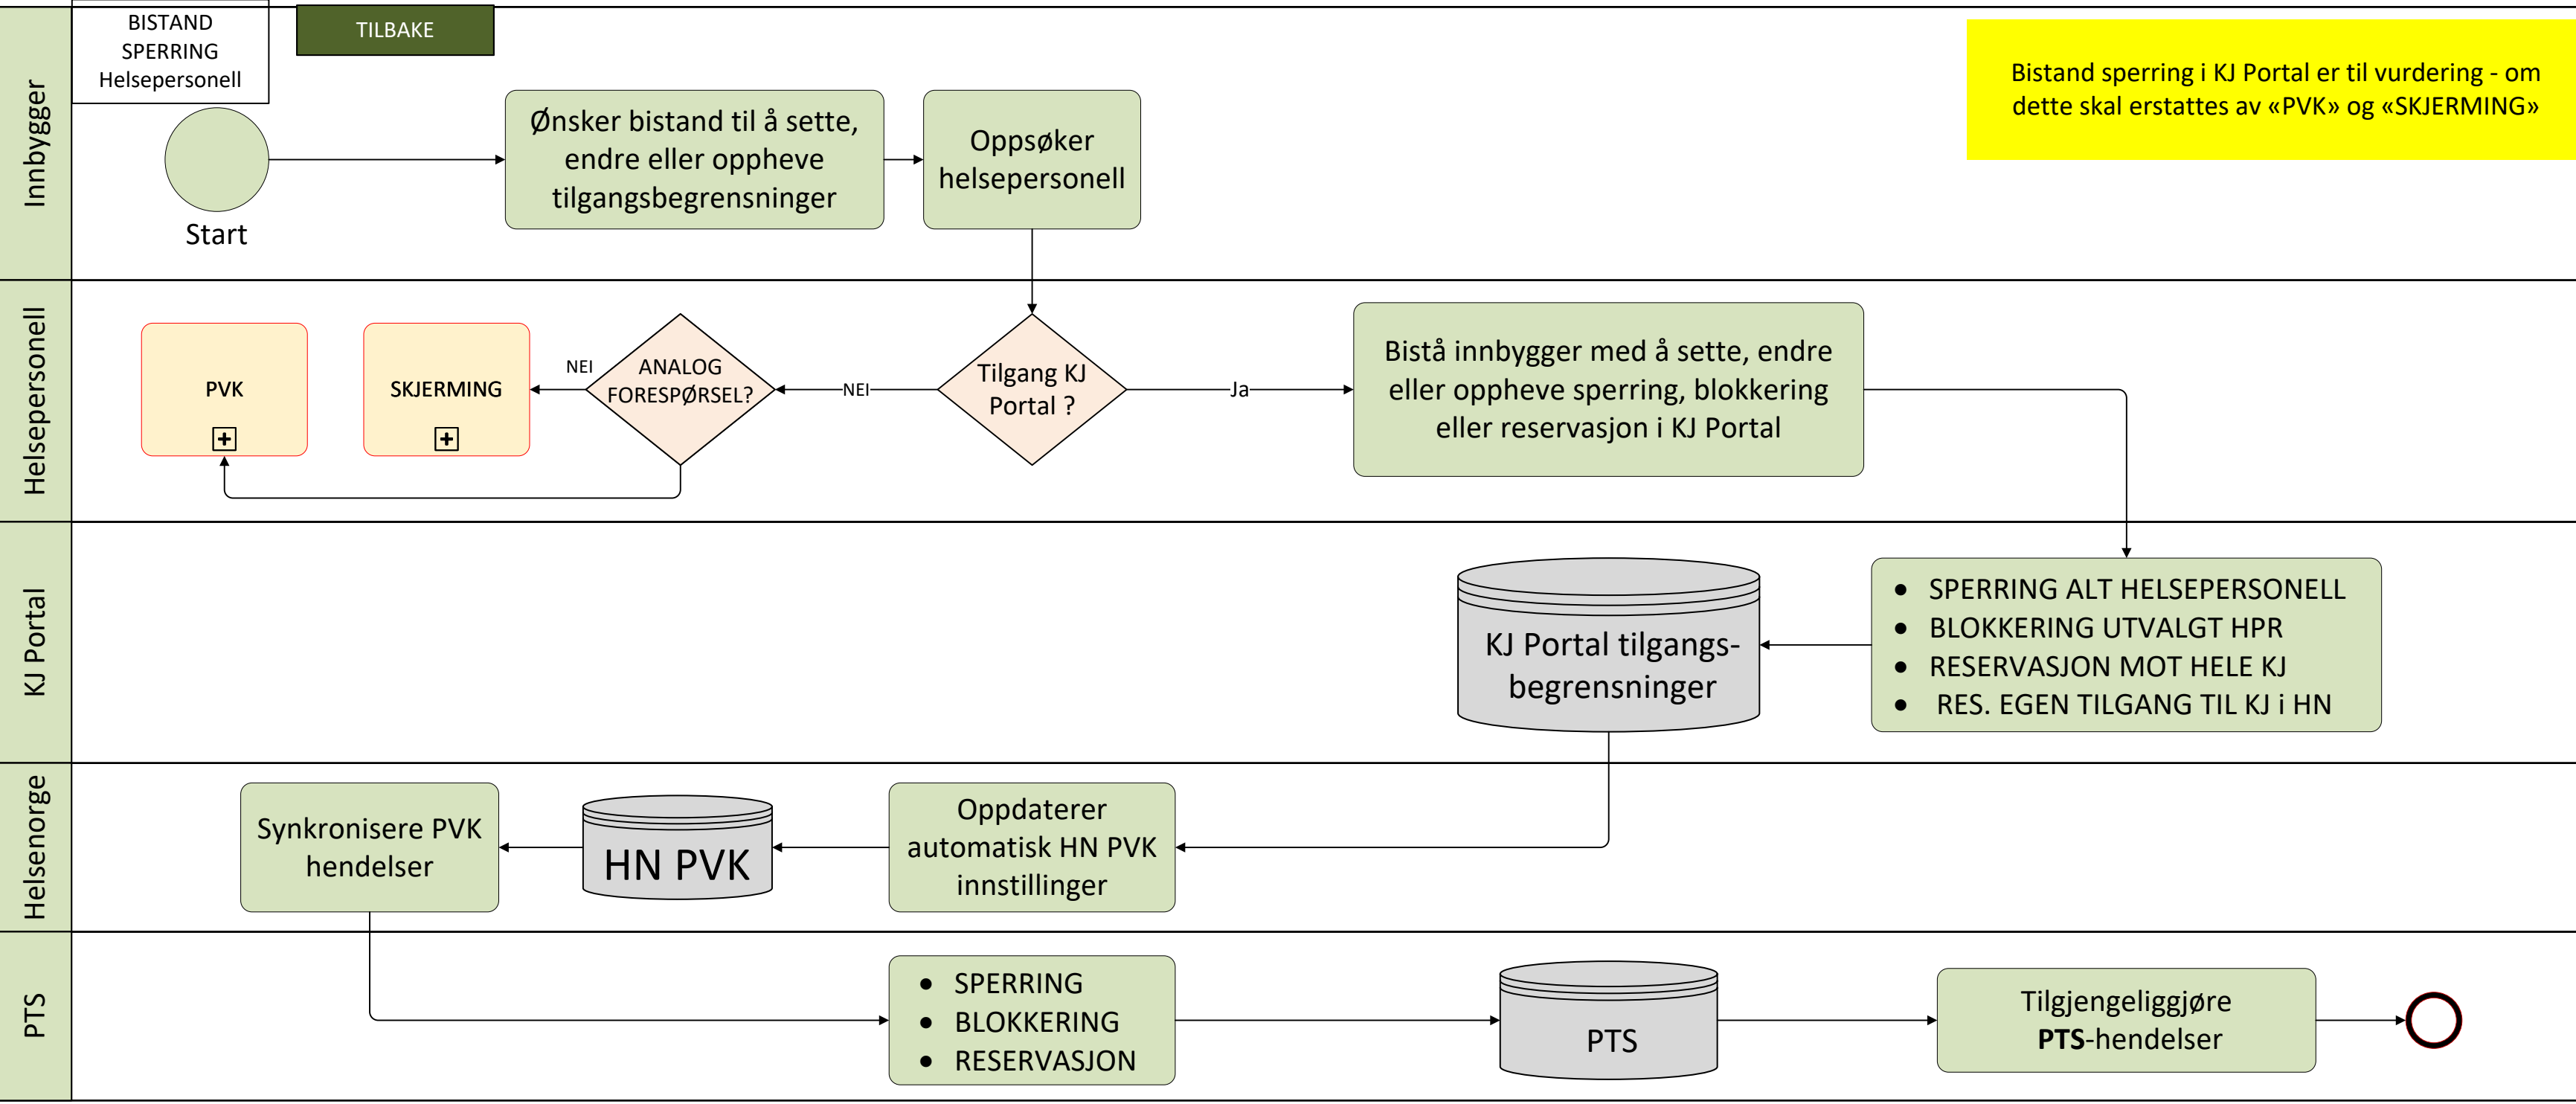 BISTAND
SPERRING
Helsepersonell
TILBAKE
Bistand sperring i KJ Portal er til vurdering - om
dette skal erstattes av «PVK» og «SKJERMING»
Innbygger
Start
Ønsker bistand til å sette,
endre eller oppheve
tilgangsbegrensninger
Oppsøker
helsepersonell
Helsepersonell
PVK
SKJERMING
NEI
ANALOG
FORESPØRSEL?
NEI
Tilgang KJ
Portal ?
Ja
Bistå innbygger med å sette, endre
eller oppheve sperring, blokkering
eller reservasjon i KJ Portal
KJ Portal
KJ Portal tilgangs-
begrensninger
• SPERRING ALT HELSEPERSONELL
• BLOKKERING UTVALGT HPR
• RESERVASJON MOT HELE KJ
• RES. EGEN TILGANG TIL KJ i HN
Helsenorge
Synkronisere PVK
hendelser
HN PVK
Oppdaterer
automatisk HN PVK
innstillinger
PTS
• SPERRING
• BLOKKERING
• RESERVASJON
PTS
Tilgjengeliggjøre
PTS-hendelser